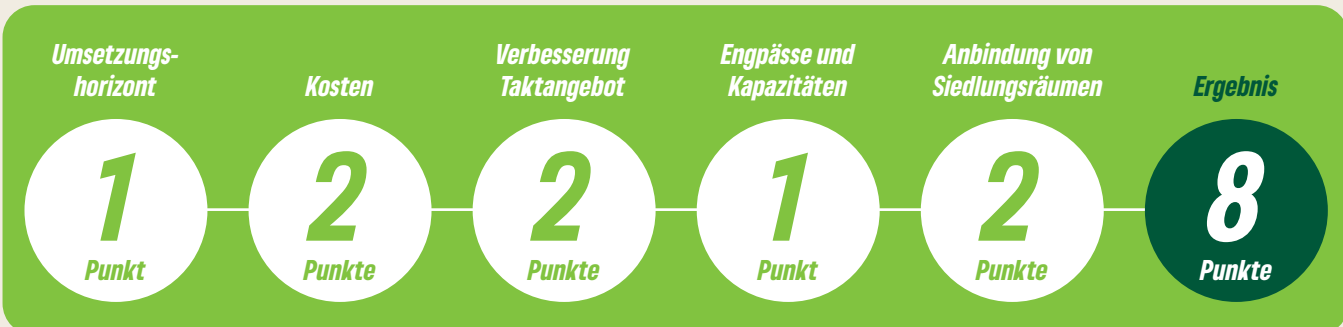 Umsetzungs-
horizont
1
Punkt
Kosten
2
Punkte
Verbesserung
Taktangebot
2
Punkte
Engpässe und
Kapazitäten
1
Punkt
Anbindung von
Siedlungsräumen
2
Punkte
Ergebnis
8
Punkte